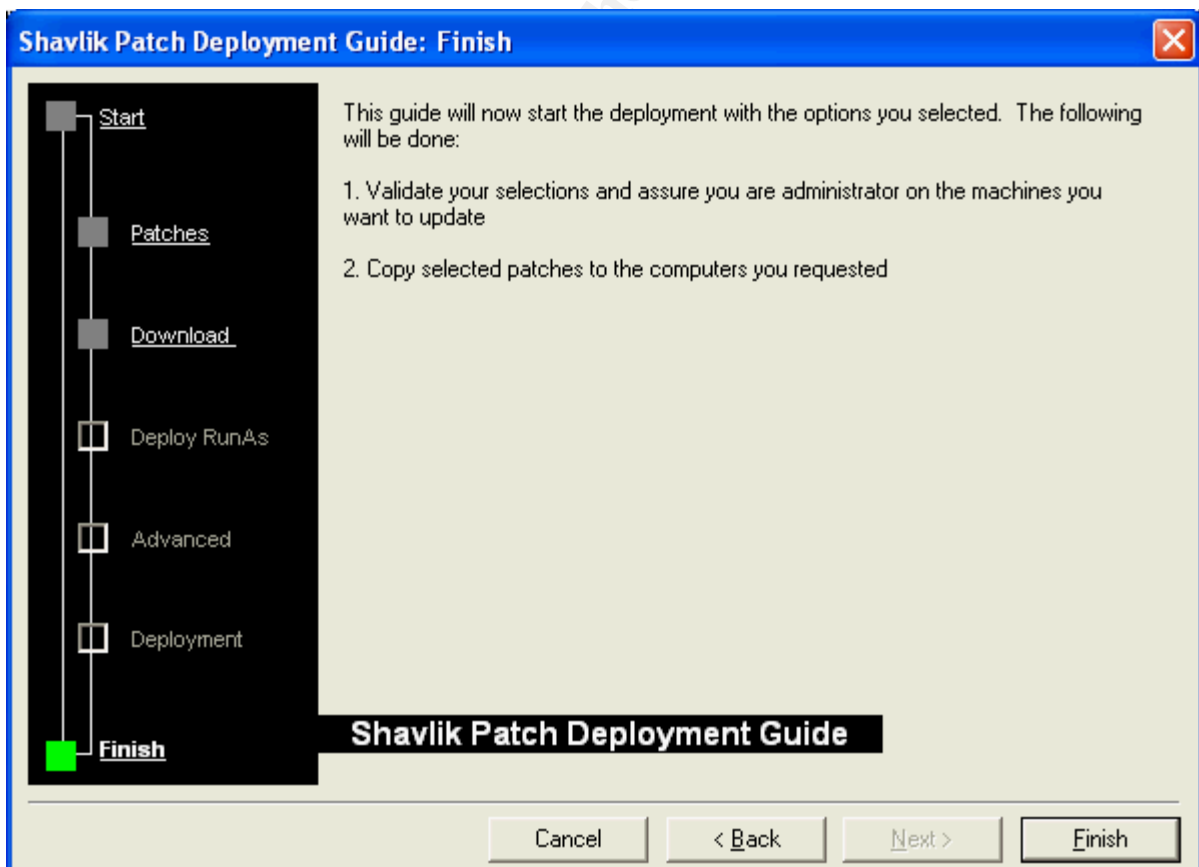 Shavlik Patch Deployment Guide: Finish
Start
Patches
Download
Deploy RunAs
Advanced
Deployment
Finish
This guide will now start the deployment with the options you selected. The following
will be done:
1. Validate your selections and assure you are administrator on the machines you
want to update
2. Copy selected patches to the computers you requested
Shavlik Patch Deployment Guide
Cancel
< Back
Next >
Finish